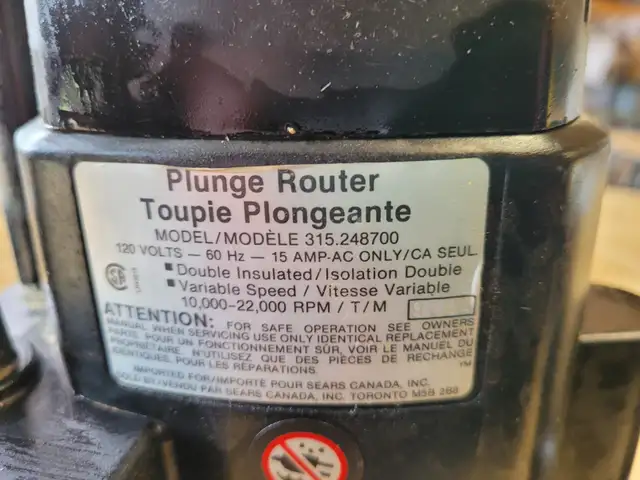 Plunge Router
Toupie Plongeante
MODEL/MODÈLE 315.248700
120 VOLTS — 60 Hz — 15 AMP-AC ONLY/CA SEUL
■ Double Insulated/Isolation Double
■ Variable Speed / Vitesse Variable
10,000-22,000 RPM / T/M
ATTENTION: FOR SAFE OPERATION SEE OWNERS
MANUAL WHEN SERVICING USE ONLY IDENTICAL REPLACEMENT
PARTS POUR UN FONCTIONNEMENT SÛR, VOIR LE MANUEL DU
PROPRIÉTAIRE. N'UTILISEZ QUE DES PIÈCES DE RECHANGE
IDENTIQUES, POUR LES RÉPARATIONS. ™
IMPORTED FOR/IMPORTÉ POUR SEARS CANADA, INC.
SOLD BY/VENDU PAR SEARS CANADA, INC. TORONTO M5B 2B8